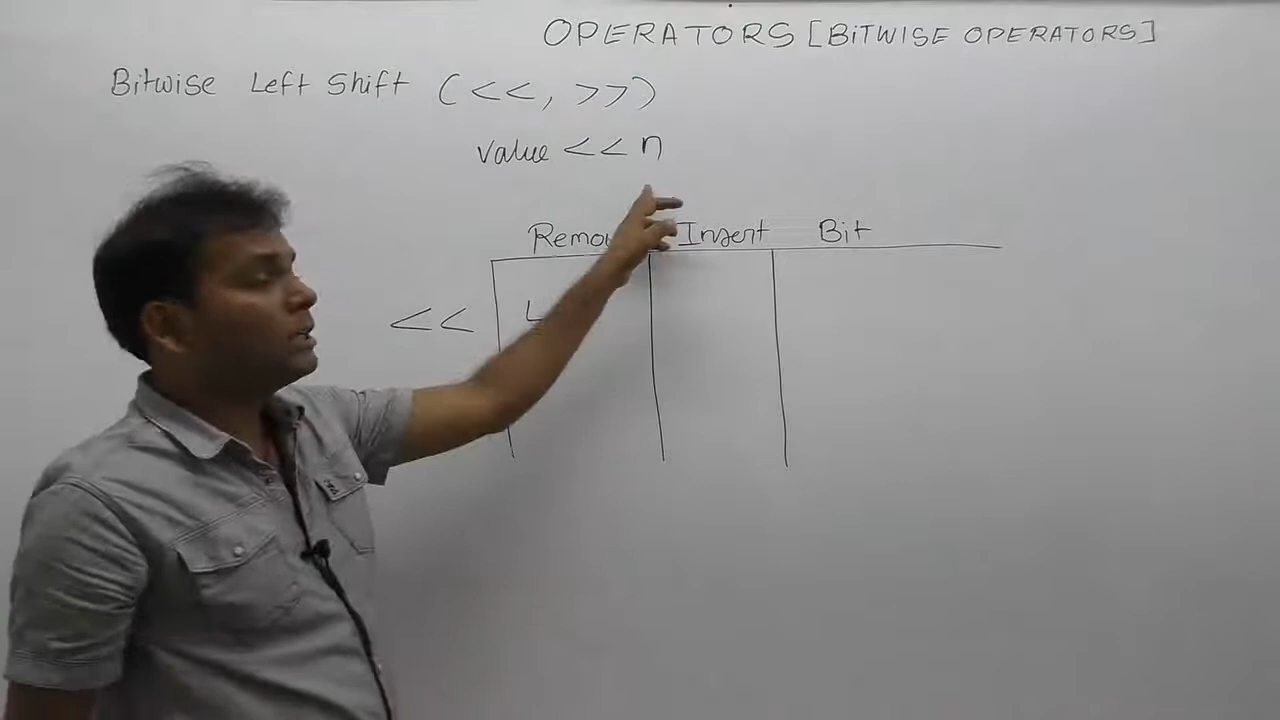 OPERATORS [BITWISE OPERATORS]
Bitwise Left Shift (<<, >>)
Value << n
Insert Bit
<<